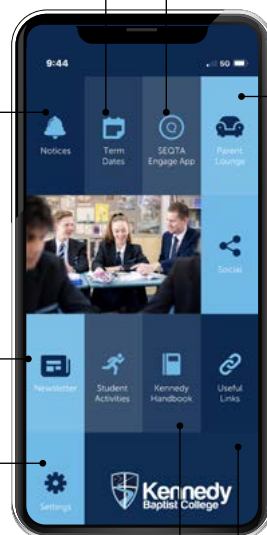 9:44
5G
Notices
Term
Dates
SEQTA
Engage App
Parent
Lounge
Social
Newsletter
Student
Activities
Kennedy
Handbook
Useful
Links
Settings
Kennedy
Baptist College